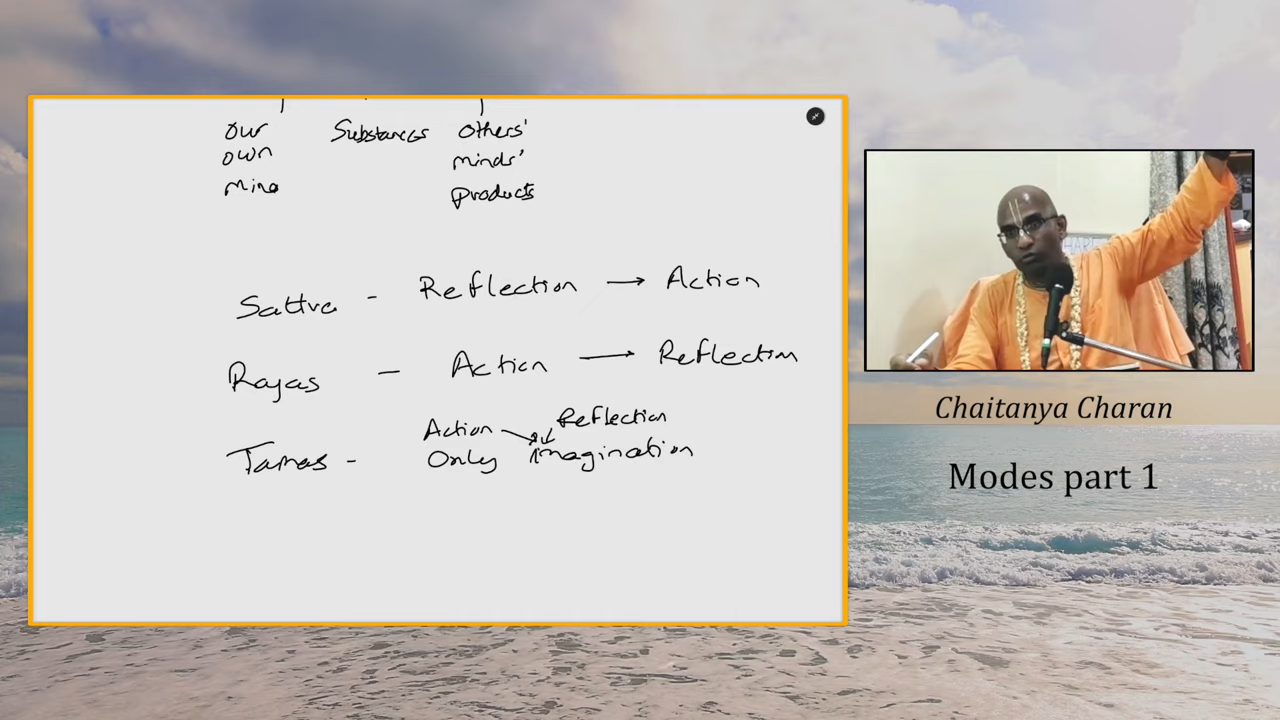 our Substances others'
own minds'
mind products
Sattva - Reflection → Action
Rajas - Action → Reflection
Action Reflection
Tamas - Only imagination
Chaitanya Charan
Modes part 1